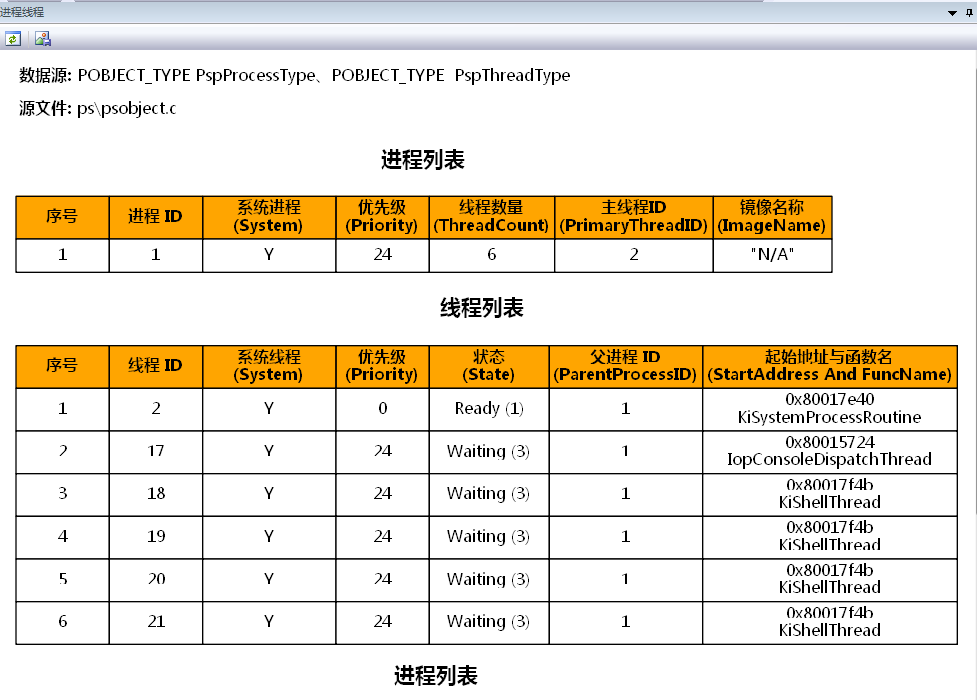 进程线程
数据源: POBJECT_TYPE PspProcessType、POBJECT_TYPE PspThreadType
源文件: ps\psobject.c
进程列表
序号 进程 ID 系统进程 (System) 优先级 (Priority) 线程数量 (ThreadCount) 主线程ID (PrimaryThreadID) 镜像名称 (ImageName)
1 1 Y 24 6 2 "N/A"
线程列表
序号 线程 ID 系统线程 (System) 优先级 (Priority) 状态 (State) 父进程 ID (ParentProcessID) 起始地址与函数名 (StartAddress And FuncName)
1 2 Y 0 Ready (1) 1 0x80017e40 KiSystemProcessRoutine
2 17 Y 24 Waiting (3) 1 0x80015724 IopConsoleDispatchThread
3 18 Y 24 Waiting (3) 1 0x80017f4b KiShellThread
4 19 Y 24 Waiting (3) 1 0x80017f4b KiShellThread
5 20 Y 24 Waiting (3) 1 0x80017f4b KiShellThread
6 21 Y 24 Waiting (3) 1 0x80017f4b KiShellThread
进程列表